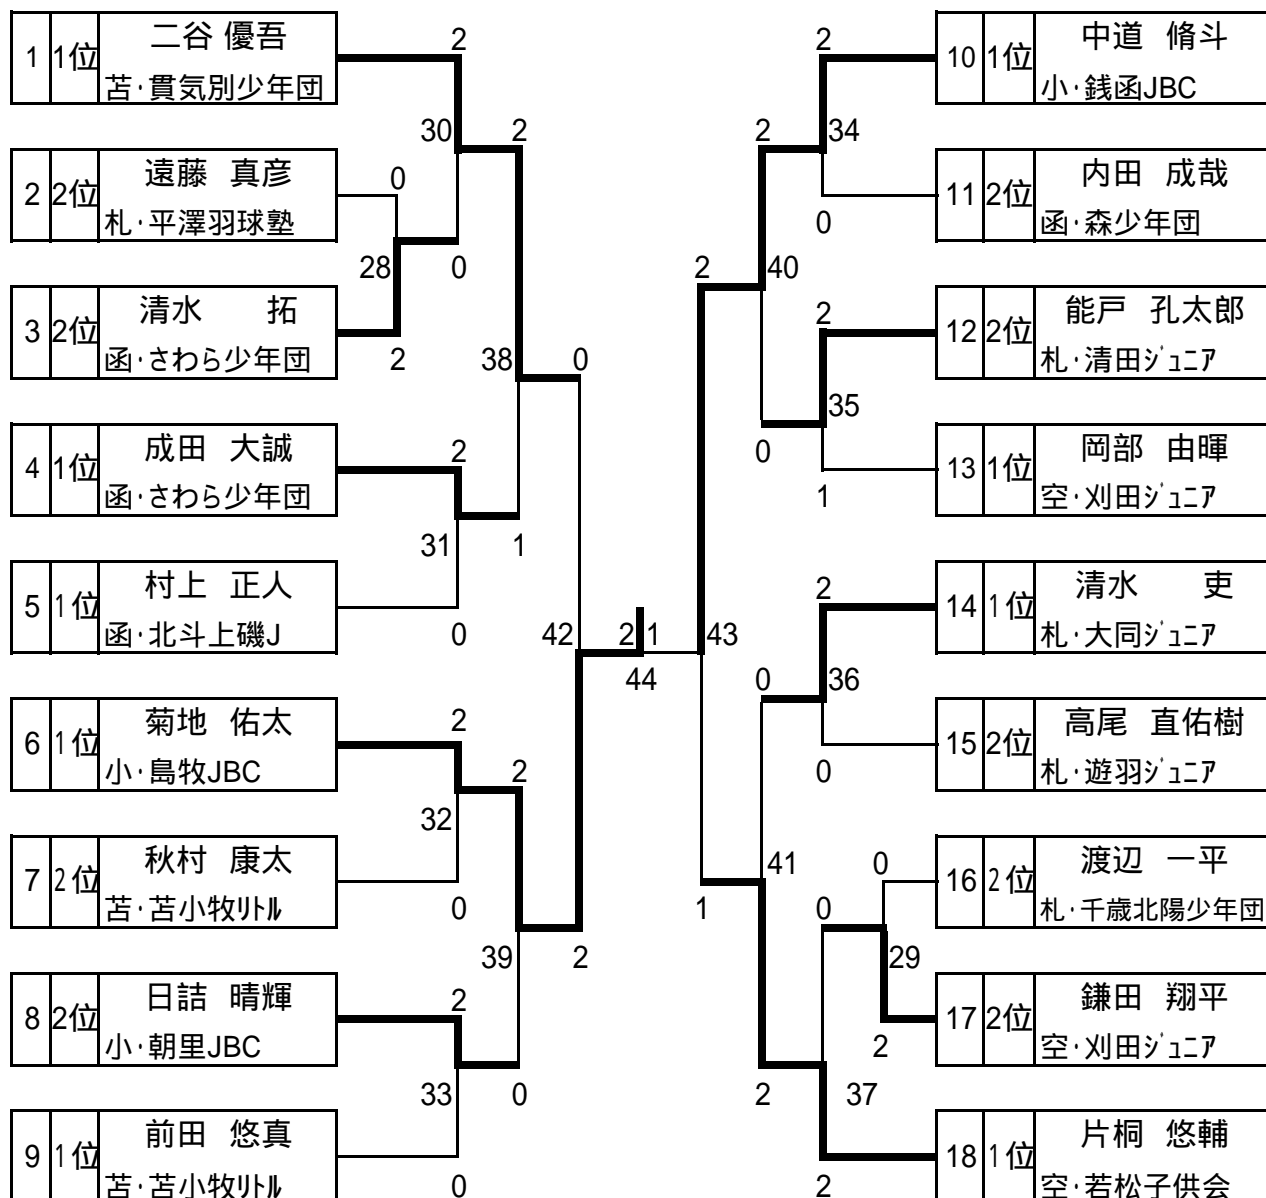 1 1位 二谷 優吾
苫・貫気別少年団
2 2位 遠藤 真彦
札・平澤羽球塾
3 2位 清水 拓
函・さわら少年団
4 1位 成田 大誠
函・さわら少年団
5 1位 村上 正人
函・北斗上磯J
6 1位 菊地 佑太
小・島牧JBC
7 2位 秋村 康太
苫・苫小牧ﾘﾄﾙ
8 2位 日詰 晴輝
小・朝里JBC
9 1位 前田 悠真
苫・苫小牧ﾘﾄﾙ
2
30
2
0
28
0
2
38
0
2
31
1
0
42
2
2
32
0
39
2
2
33
0
0
2 1
44
2
2
34
0
2
40
2
35
0
1
43
2
0
36
0
41
1
0
0
29
2
2
37
2
10 1位 中道 脩斗
小・銭函JBC
11 2位 内田 成哉
函・森少年団
12 2位 能戸 孔太郎
札・清田ｼﾞｭﾆｱ
13 1位 岡部 由暉
空・刈田ｼﾞｭﾆｱ
14 1位 清水 吏
札・大同ｼﾞｭﾆｱ
15 2位 高尾 直佑樹
札・遊羽ｼﾞｭﾆｱ
16 2位 渡辺 一平
札・千歳北陽少年団
17 2位 鎌田 翔平
空・刈田ｼﾞｭﾆｱ
18 1位 片桐 悠輔
空・若松子供会